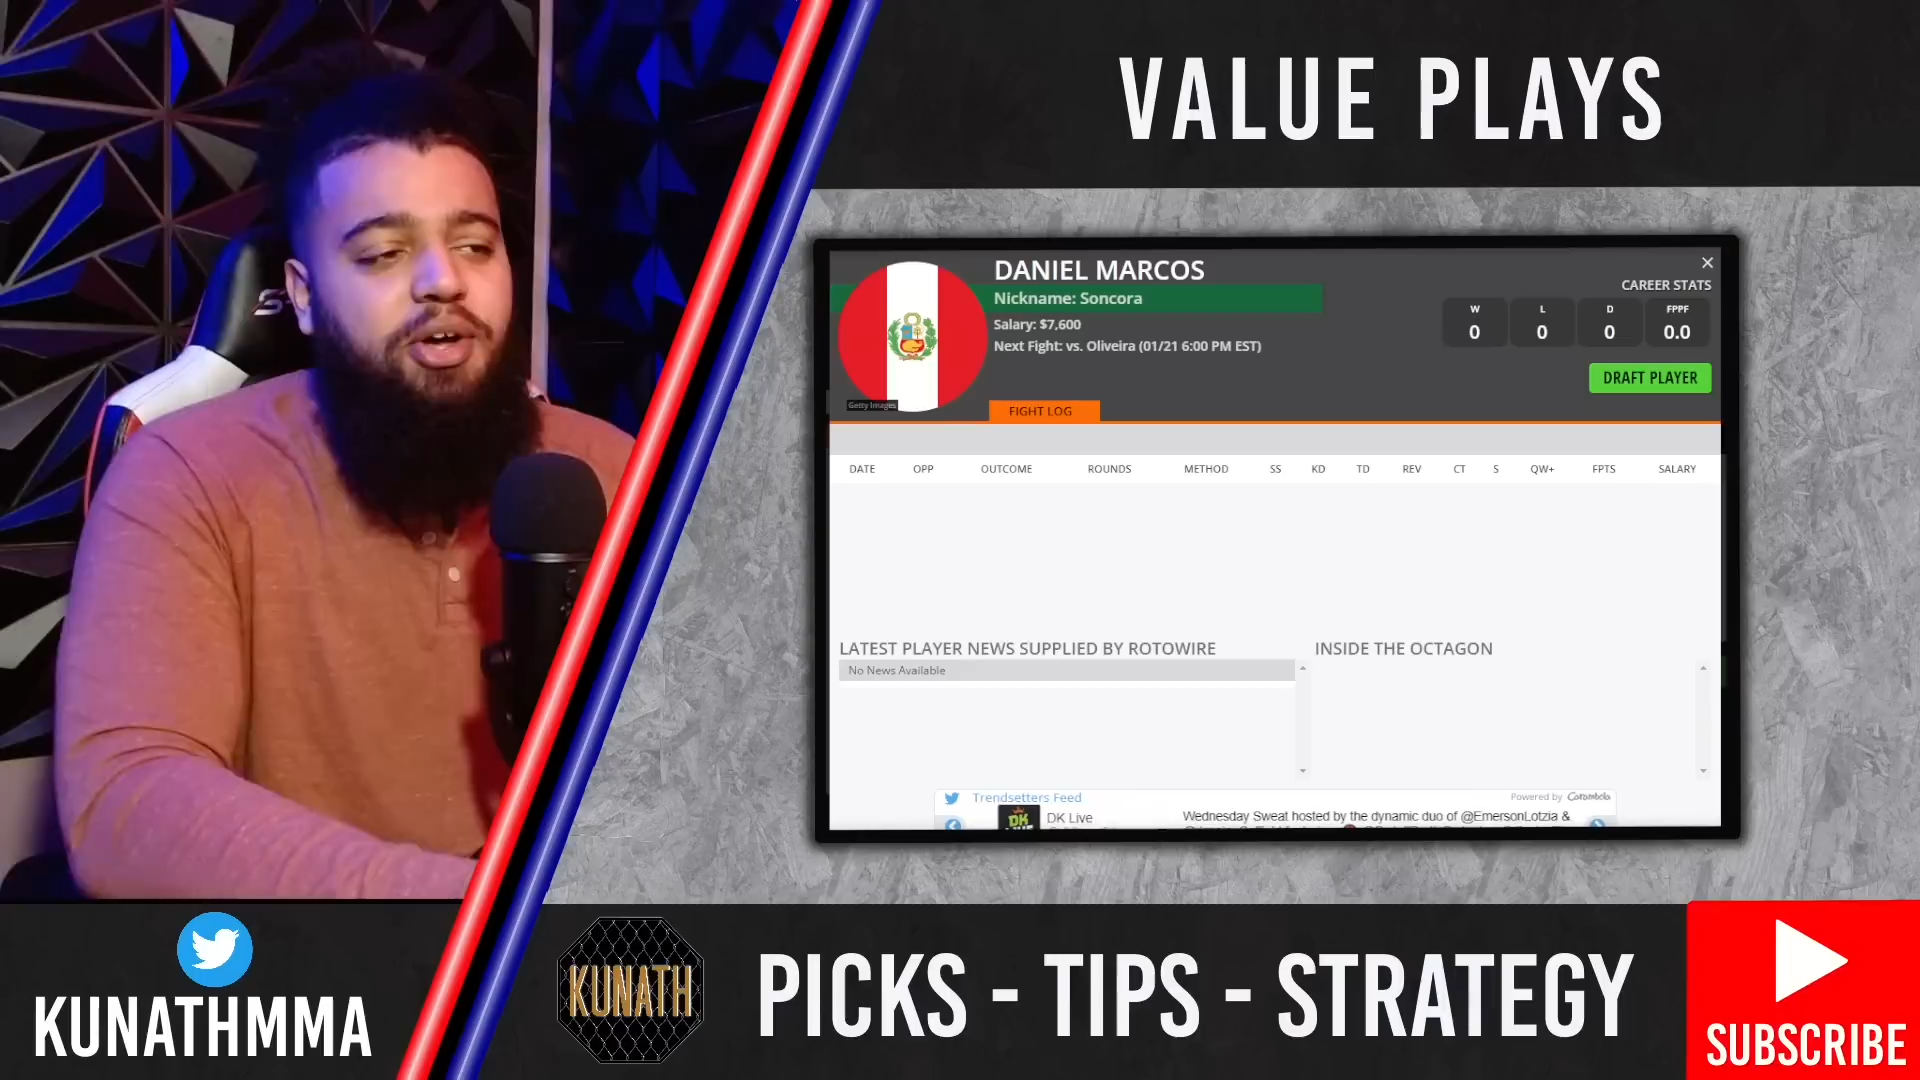 VALUE PLAYS
DANIEL MARCOS
Nickname: Soncora
Salary: $7,600
Next Fight: vs. Oliveira (01/21 6:00 PM EST)
Getty Images
CAREER STATS
W L D FPPF
0 0 0 0.0
DRAFT PLAYER
FIGHT LOG
DATE OPP OUTCOME ROUNDS METHOD SS KD TD REV CT S QW+ FPTS SALARY
LATEST PLAYER NEWS SUPPLIED BY ROTOWIRE
No News Available
INSIDE THE OCTAGON
Trendsetters Feed
Powered by Carambola
DK Live
Wednesday Sweat hosted by the dynamic duo of @EmersonLotzia &
KUNATHMMA
KUNATH
PICKS - TIPS - STRATEGY
SUBSCRIBE